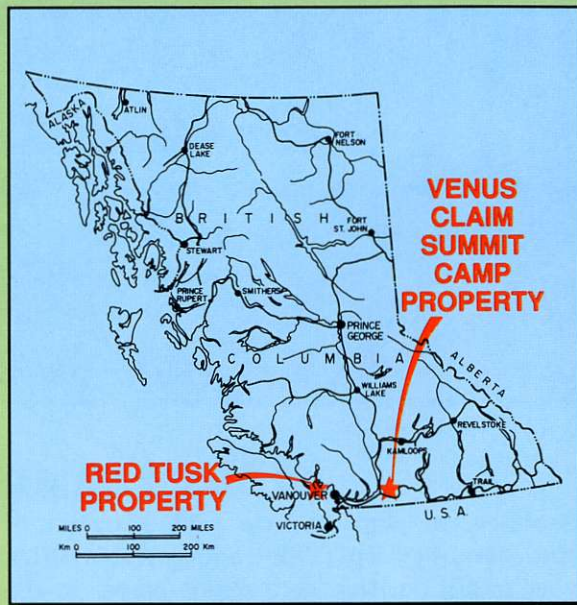 ATLIN
ALASKA
DEASE
LAKE
FORT
NELSON
BRITISH
FORT
ST. JOHN
STEWART
PRINCE
RUPERT
SMITHERS
PRINCE
GEORGE
COLUMBIA
ALBERTA
WILLIAMS
LAKE
REVELSTOKE
KAMLOOPS
TRAIL
VANOUVER
VICTORIA
U.S.A.
VENUS
CLAIM
SUMMIT
CAMP
PROPERTY
RED TUSK
PROPERTY
MILES 0 100 200 MILES
Km 0 100 200 Km